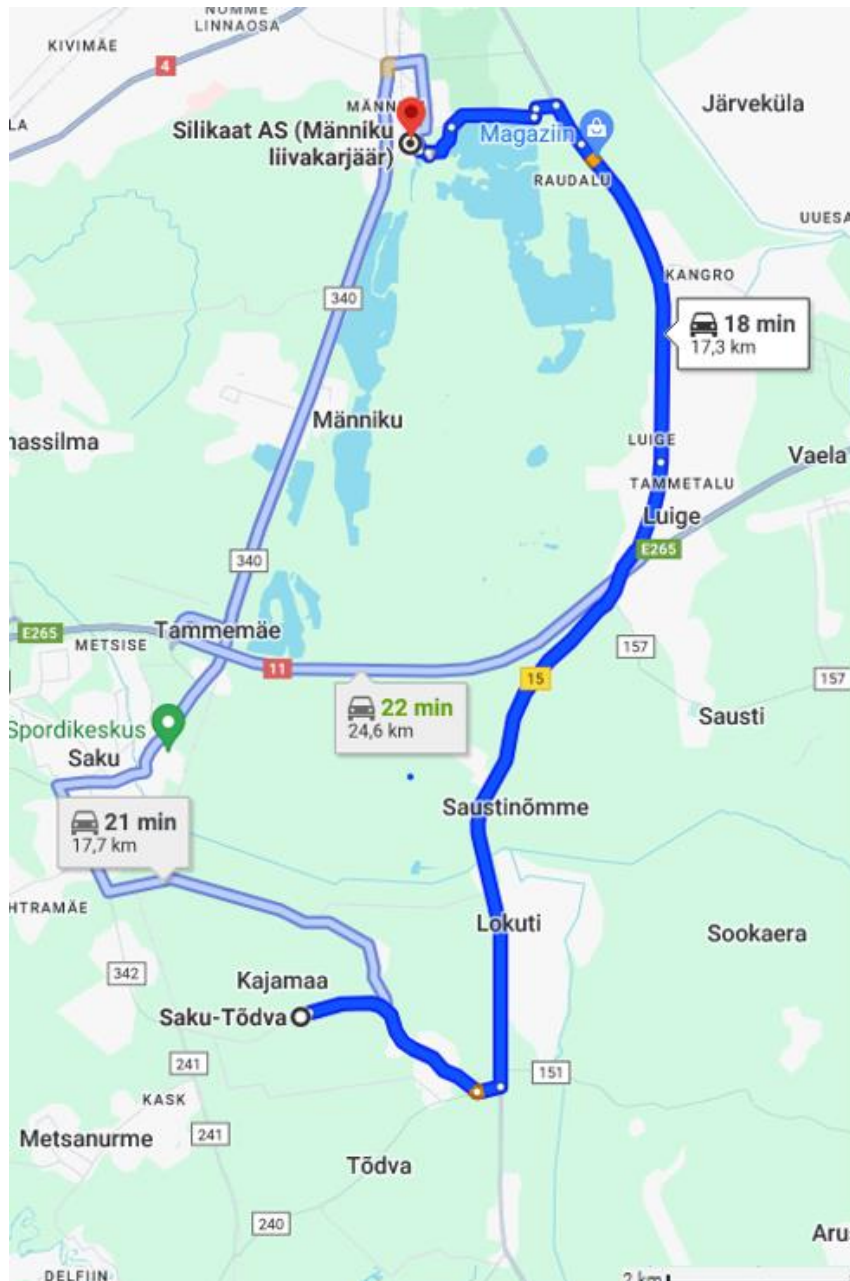 NÕMME
LINNAOSA
KIVIMÄE
4
Järveküla
LA
MÄNN
Silikaat AS (Männiku
liivakarjäär)
Magaziin
RAUDALU
UUESA
KANGRO
340
18 min
17,3 km
Männiku
nassilma
LUIGE
Vaela
TAMMETALU
Luige
E265
340
E265
Tammemäe
METSISE
157
11
15
157
22 min
24,6 km
Sausti
Spordikeskus
Saku
Saustinõmme
21 min
17,7 km
HTRAMÄE
Lokuti
Sookaera
342
Kajamaa
Saku-Tõdva
241
151
KASK
241
Metsanurme
Tõdva
240
Aru
DELFIIN
2 km